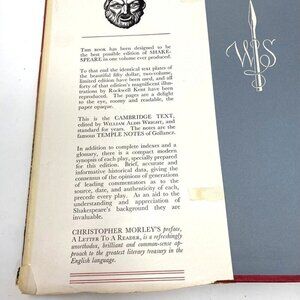 THIS BOOK has been designed to be
the best possible edition of SHAKE-
SPEARE in one volume ever produced.
To that end the identical text plates of
the beautiful fifty dollar, two-volume,
limited edition have been used, and all
forty of that edition's magnificent illus-
trations by Rockwell Kent have been
reproduced. The pages are a delight
to the eye, roomy and readable, the
paper opaque.
This is the CAMBRIDGE TEXT,
edited by WILLIAM ALDIS WRIGHT, and
standard for years. The notes are the
famous TEMPLE NOTES of Gollancz.
In addition to complete indexes and a
glossary, there is a compact modern
synopsis of each play, specially prepared
for this edition. Brief, accurate and
informative historical data, giving the
consensus of the opinions of generations
of leading commentators as to the
source, date, and authenticity of each,
precede every play. As an aid to the
understanding and appreciation of
Shakespeare's background they are
invaluable.
CHRISTOPHER MORLEY'S preface,
A LETTER TO A READER, is a refreshingly
unorthodox, brilliant and common-sense ap-
proach to the greatest literary treasury in the
English language.
WS